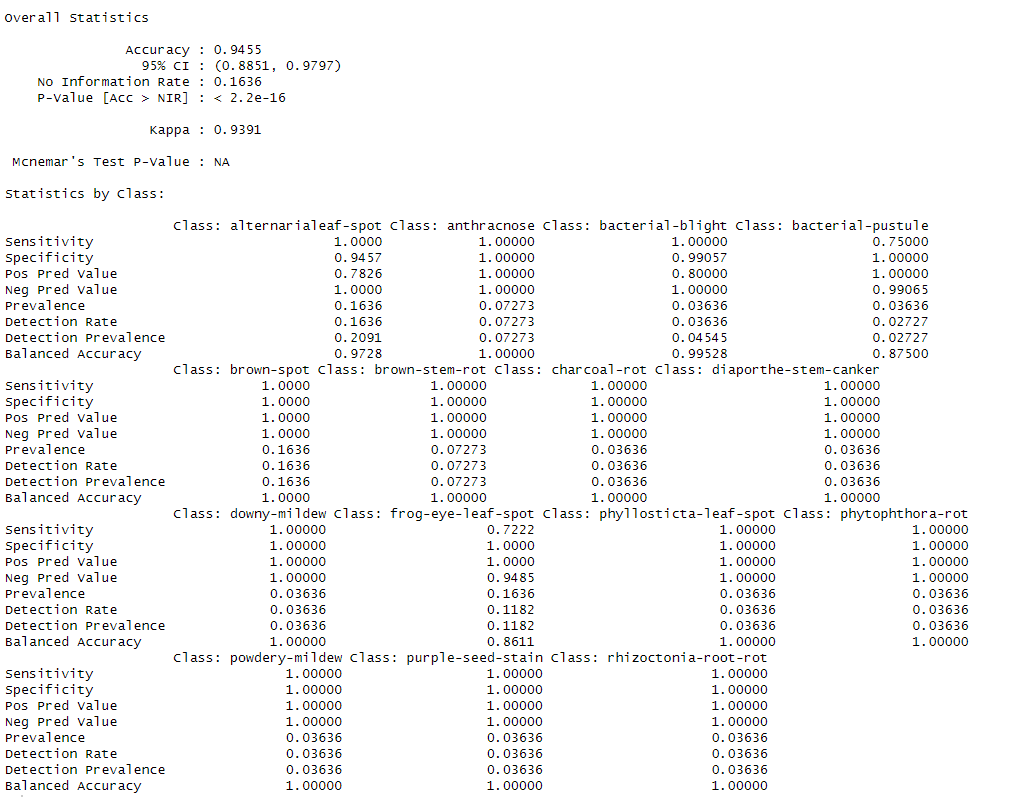 Overall Statistics
Accuracy : 0.9455
95% CI : (0.8851, 0.9797)
No Information Rate : 0.1636
P-Value [Acc > NIR] : < 2.2e-16
Kappa : 0.9391
Mcnemar's Test P-Value : NA
Statistics by Class:
Class: alternarialeaf-spot Class: anthracnose Class: bacterial-blight Class: bacterial-pustule
Sensitivity 1.0000 1.00000 1.00000 0.75000
Specificity 0.9457 1.00000 0.99057 1.00000
Pos Pred Value 0.7826 1.00000 0.80000 1.00000
Neg Pred Value 1.0000 1.00000 1.00000 0.99065
Prevalence 0.1636 0.07273 0.03636 0.03636
Detection Rate 0.1636 0.07273 0.03636 0.02727
Detection Prevalence 0.2091 0.07273 0.04545 0.02727
Balanced Accuracy 0.9728 1.00000 0.99528 0.87500
Class: brown-spot Class: brown-stem-rot Class: charcoal-rot Class: diaporthe-stem-canker
Sensitivity 1.0000 1.00000 1.00000 1.00000
Specificity 1.0000 1.00000 1.00000 1.00000
Pos Pred Value 1.0000 1.00000 1.00000 1.00000
Neg Pred Value 1.0000 1.00000 1.00000 1.00000
Prevalence 0.1636 0.07273 0.03636 0.03636
Detection Rate 0.1636 0.07273 0.03636 0.03636
Detection Prevalence 0.1636 0.07273 0.03636 0.03636
Balanced Accuracy 1.0000 1.00000 1.00000 1.00000
Class: downy-mildew Class: frog-eye-leaf-spot Class: phyllosticta-leaf-spot Class: phytophthora-rot
Sensitivity 1.00000 0.7222 1.00000 1.00000
Specificity 1.00000 1.0000 1.00000 1.00000
Pos Pred Value 1.00000 1.0000 1.00000 1.00000
Neg Pred Value 1.00000 0.9485 1.00000 1.00000
Prevalence 0.03636 0.1636 0.03636 0.03636
Detection Rate 0.03636 0.1182 0.03636 0.03636
Detection Prevalence 0.03636 0.1182 0.03636 0.03636
Balanced Accuracy 1.00000 0.8611 1.00000 1.00000
Class: powdery-mildew Class: purple-seed-stain Class: rhizoctonia-root-rot
Sensitivity 1.00000 1.00000 1.00000
Specificity 1.00000 1.00000 1.00000
Pos Pred Value 1.00000 1.00000 1.00000
Neg Pred Value 1.00000 1.00000 1.00000
Prevalence 0.03636 0.03636 0.03636
Detection Rate 0.03636 0.03636 0.03636
Detection Prevalence 0.03636 0.03636 0.03636
Balanced Accuracy 1.00000 1.00000 1.00000